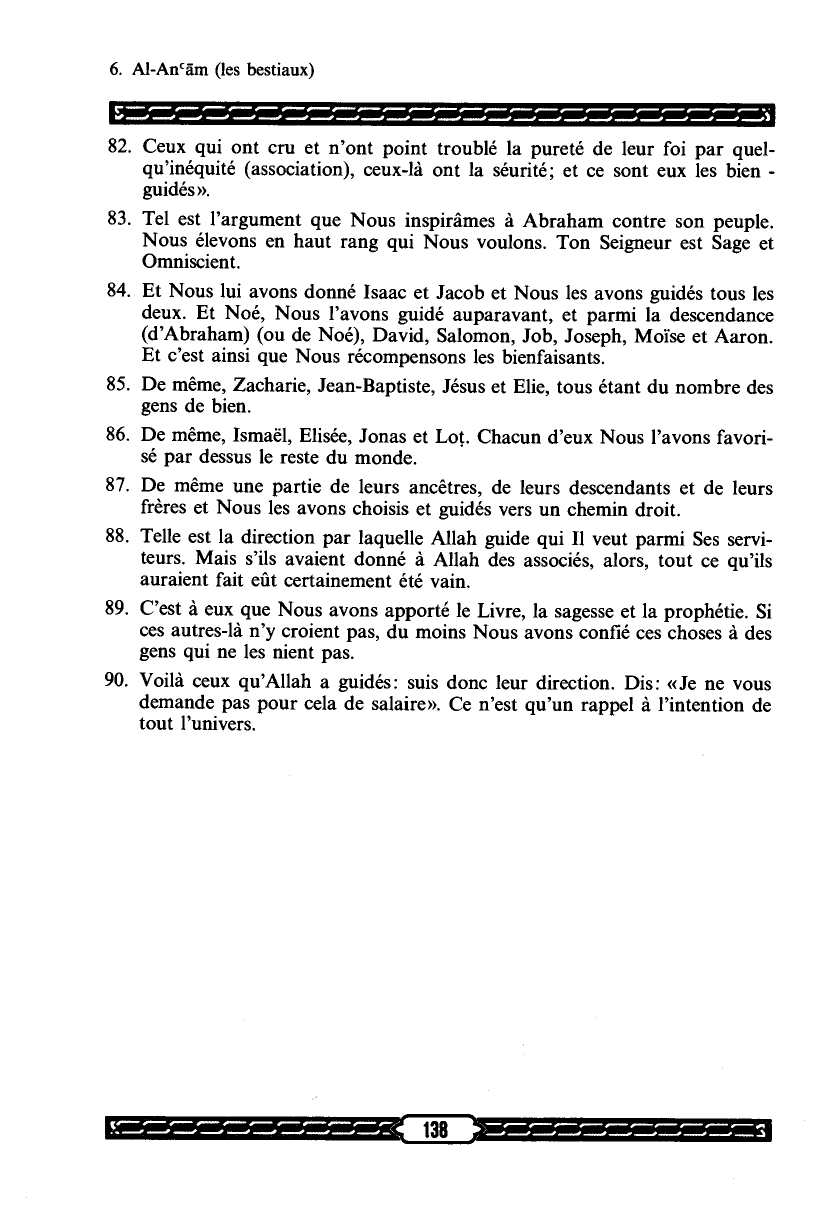 6. Al-Anʿām (les bestiaux)
82. Ceux qui ont cru et n’ont point troublé la pureté de leur foi par quel-
qu’inéquité (association), ceux-là ont la séurité; et ce sont eux les bien -
guidés».
83. Tel est l’argument que Nous inspirâmes à Abraham contre son peuple.
Nous élevons en haut rang qui Nous voulons. Ton Seigneur est Sage et
Omniscient.
84. Et Nous lui avons donné Isaac et Jacob et Nous les avons guidés tous les
deux. Et Noé, Nous l’avons guidé auparavant, et parmi la descendance
(d’Abraham) (ou de Noé), David, Salomon, Job, Joseph, Moïse et Aaron.
Et c’est ainsi que Nous récompensons les bienfaisants.
85. De même, Zacharie, Jean-Baptiste, Jésus et Elie, tous étant du nombre des
gens de bien.
86. De même, Ismaël, Elisée, Jonas et Loṭ. Chacun d’eux Nous l’avons favori-
sé par dessus le reste du monde.
87. De même une partie de leurs ancêtres, de leurs descendants et de leurs
frères et Nous les avons choisis et guidés vers un chemin droit.
88. Telle est la direction par laquelle Allah guide qui Il veut parmi Ses servi-
teurs. Mais s’ils avaient donné à Allah des associés, alors, tout ce qu’ils
auraient fait eût certainement été vain.
89. C’est à eux que Nous avons apporté le Livre, la sagesse et la prophétie. Si
ces autres-là n’y croient pas, du moins Nous avons confié ces choses à des
gens qui ne les nient pas.
90. Voilà ceux qu’Allah a guidés: suis donc leur direction. Dis: «Je ne vous
demande pas pour cela de salaire». Ce n’est qu’un rappel à l’intention de
tout l’univers.
138